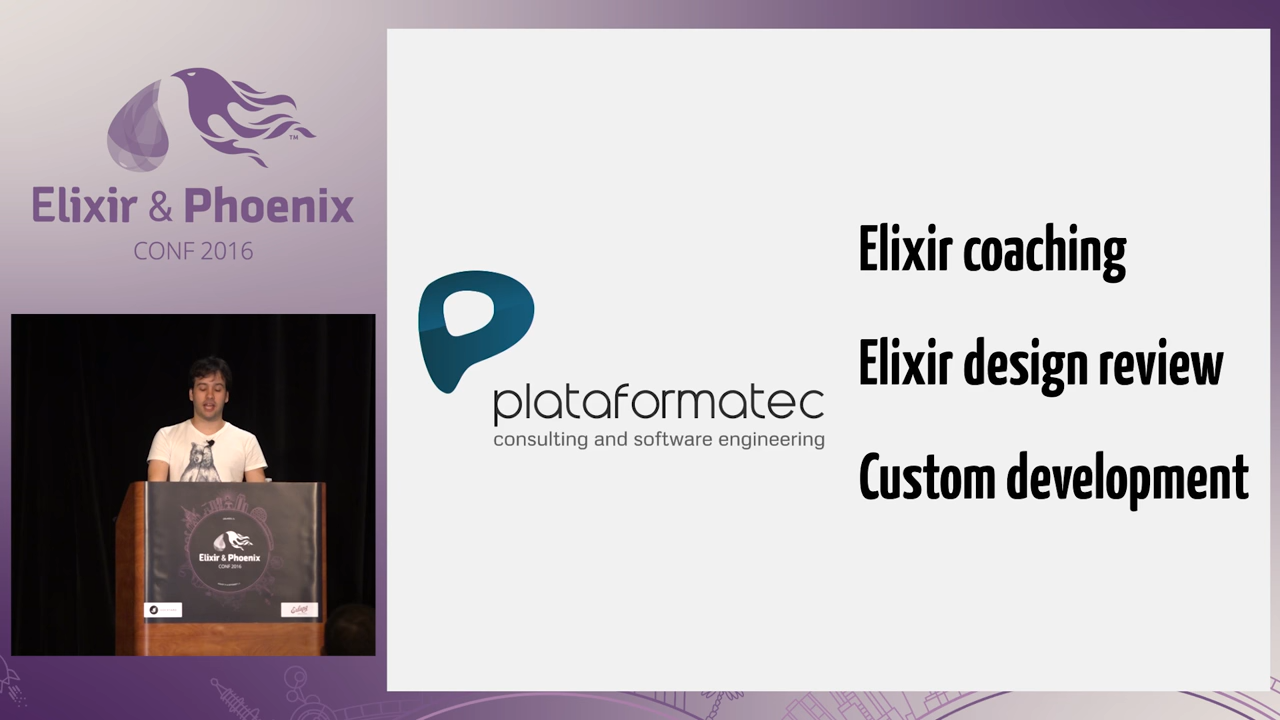 TM
Elixir & Phoenix
CONF 2016
plataformatec
consulting and software engineering
Elixir coaching
Elixir design review
Custom development
Elixir & Phoenix
CONF 2016